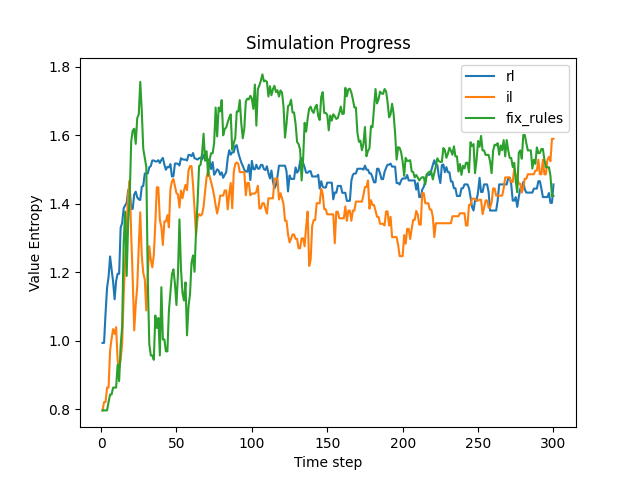 Simulation Progress
rl
il
fix_rules
Value Entropy
1.8
1.6
1.4
1.2
1.0
0.8
0 50 100 150 200 250 300
Time step